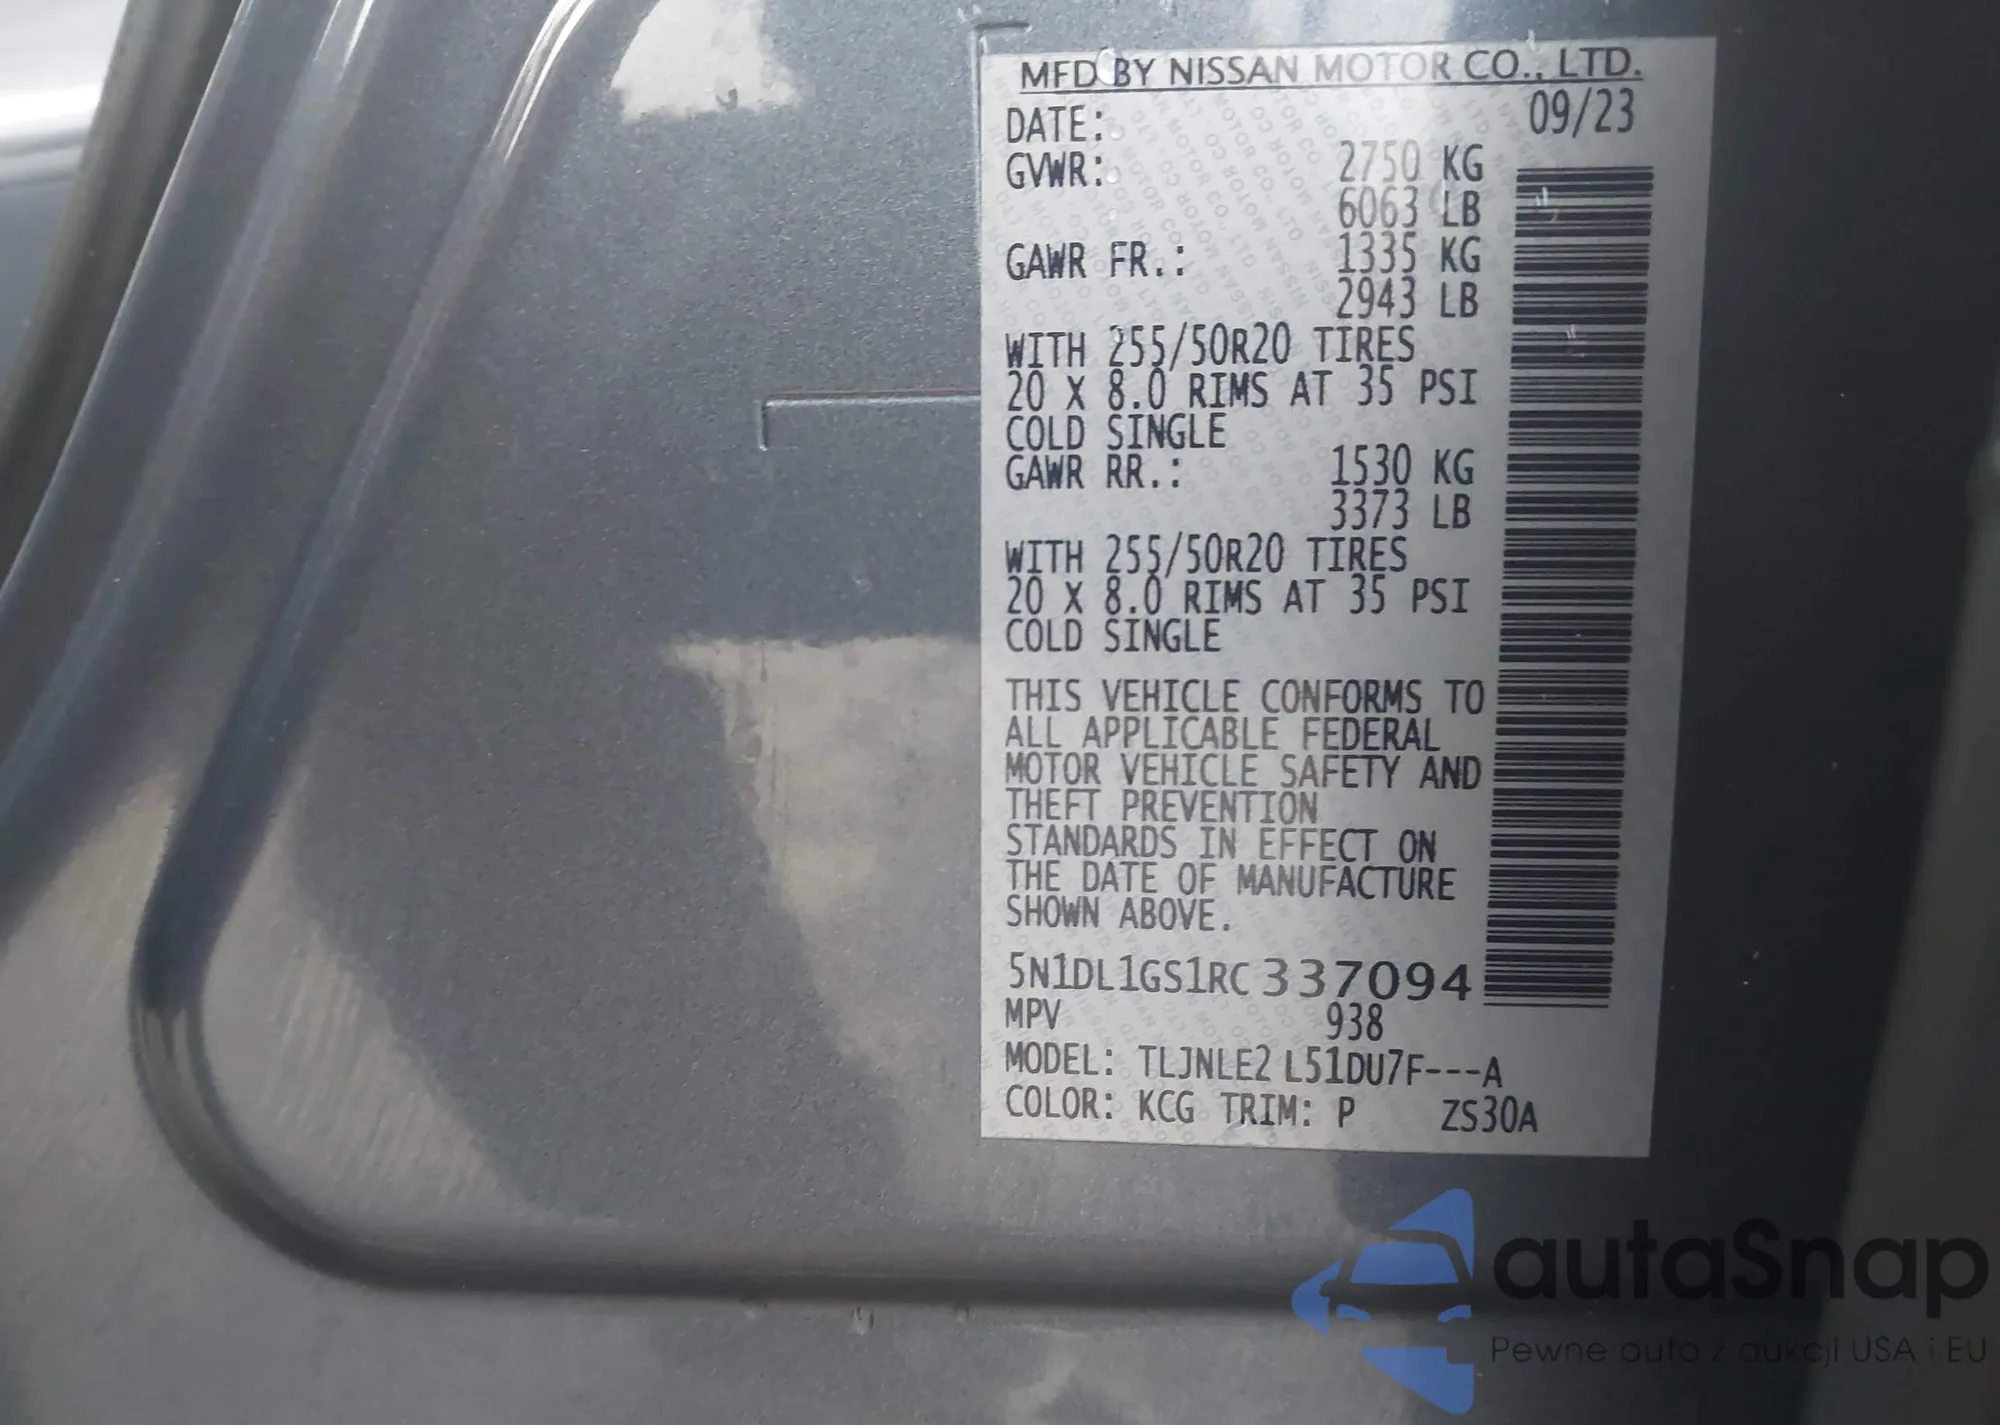 MFD BY NISSAN MOTOR CO., LTD.
DATE: 09/23
GVWR: 2750 KG
6063 LB
GAWR FR.: 1335 KG
2943 LB
WITH 255/50R20 TIRES
20 X 8.0 RIMS AT 35 PSI
COLD SINGLE
GAWR RR.: 1530 KG
3373 LB
WITH 255/50R20 TIRES
20 X 8.0 RIMS AT 35 PSI
COLD SINGLE
THIS VEHICLE CONFORMS TO
ALL APPLICABLE FEDERAL
MOTOR VEHICLE SAFETY AND
THEFT PREVENTION
STANDARDS IN EFFECT ON
THE DATE OF MANUFACTURE
SHOWN ABOVE.
5N1DL1GS1RC337094
MPV 938
MODEL: TLJNLE2 L51DU7F---A
COLOR: KCG TRIM: P ZS30A
autaSnap
Pewne auta z aukcji USA i EU